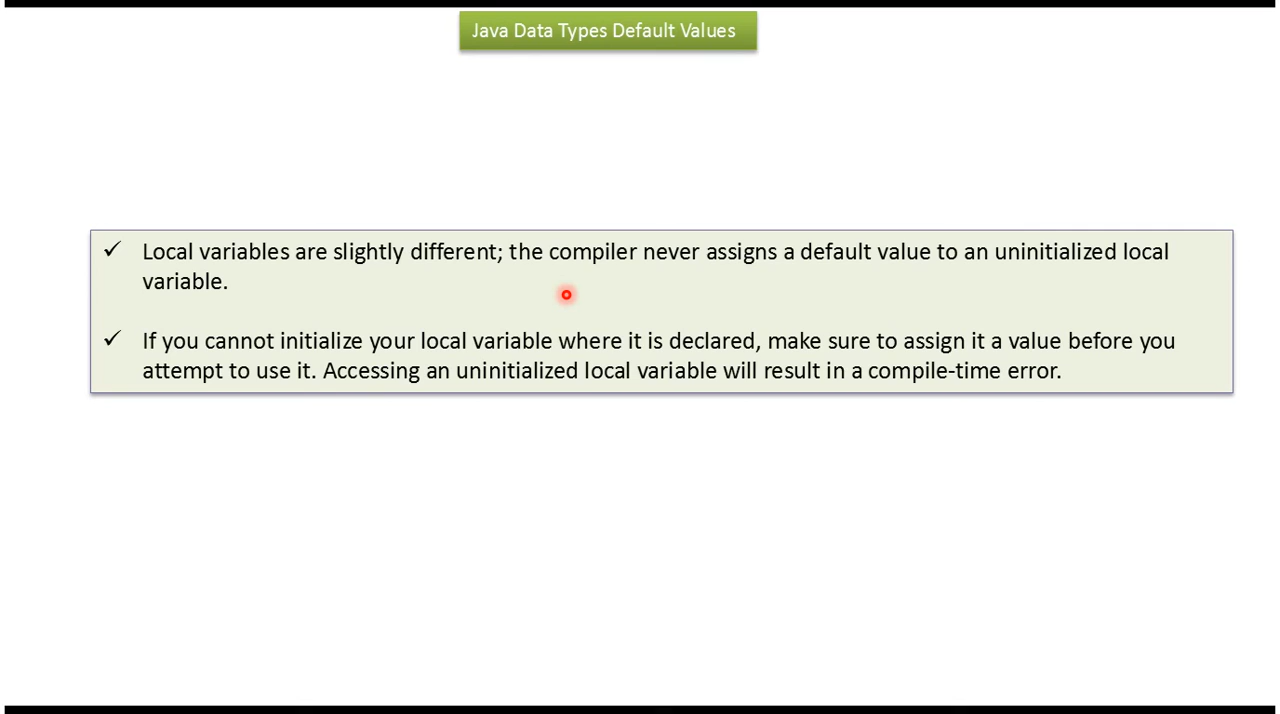 Java Data Types Default Values
✓ Local variables are slightly different; the compiler never assigns a default value to an uninitialized local
variable.
✓ If you cannot initialize your local variable where it is declared, make sure to assign it a value before you
attempt to use it. Accessing an uninitialized local variable will result in a compile-time error.